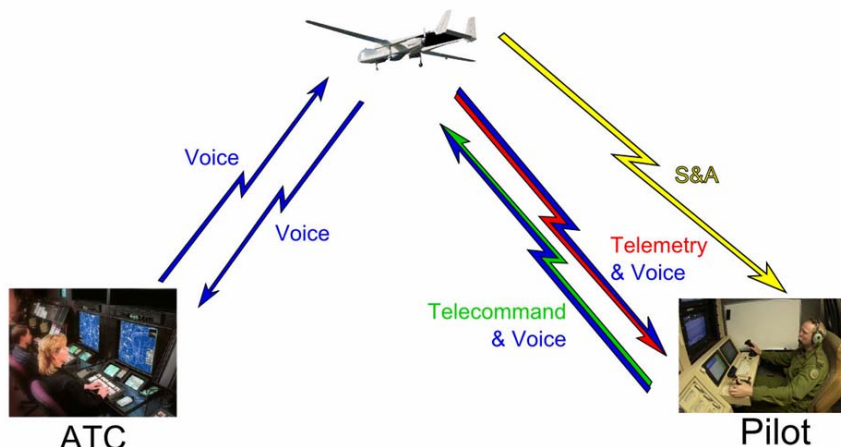 Voice
Voice
S&A
Telemetry
& Voice
Telecommand
& Voice
ATC
Pilot